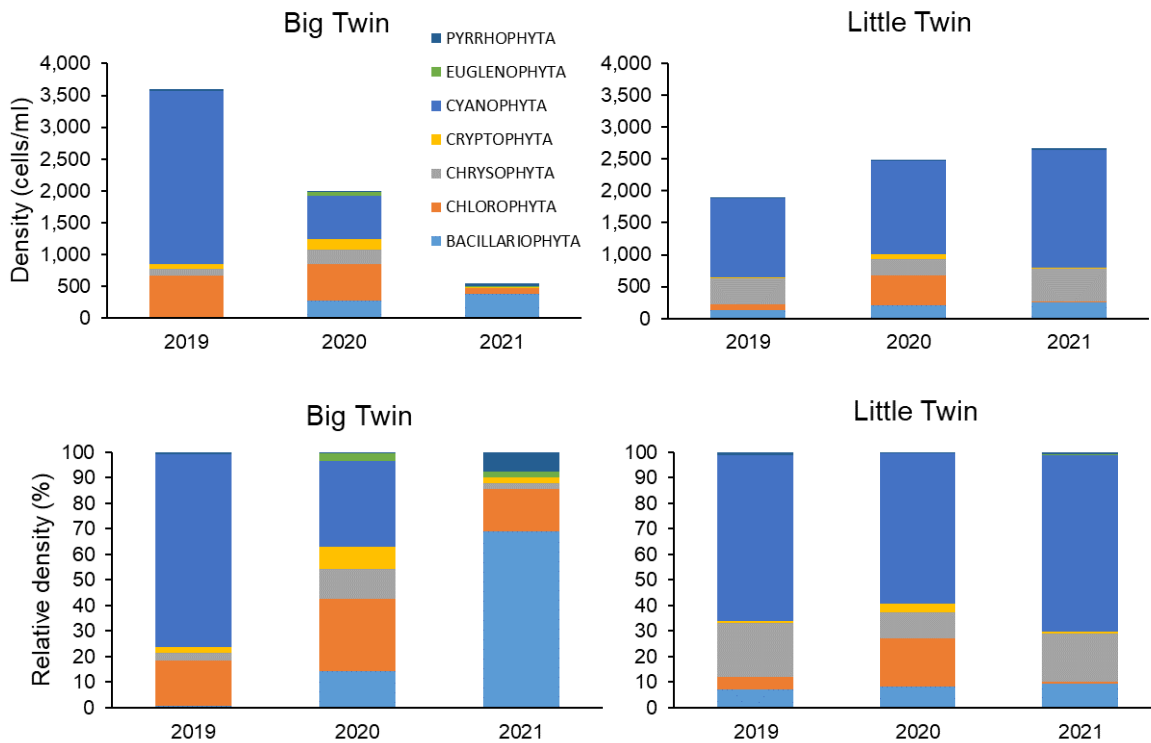 Big Twin
PYRRHOPHYTA
EUGLENOPHYTA
CYANOPHYTA
CRYPTOPHYTA
CHRYSOPHYTA
CHLOROPHYTA
BACILLARIOPHYTA
Density (cells/ml)
4,000
3,500
3,000
2,500
2,000
1,500
1,000
500
0
2019 2020 2021
Little Twin
4,000
3,500
3,000
2,500
2,000
1,500
1,000
500
0
2019 2020 2021
Big Twin
Relative density (%)
100
90
80
70
60
50
40
30
20
10
0
2019 2020 2021
Little Twin
100
90
80
70
60
50
40
30
20
10
0
2019 2020 2021